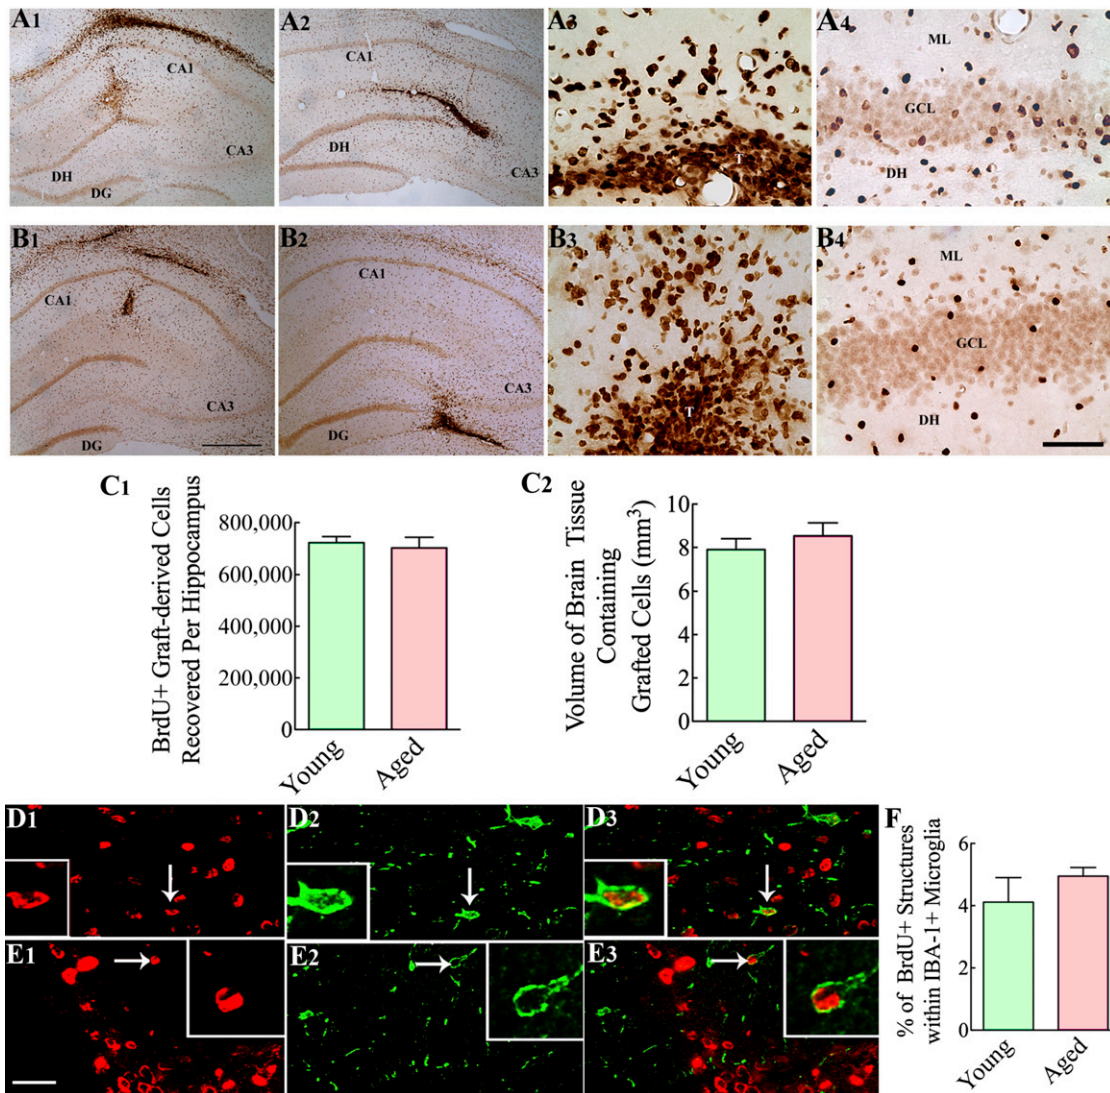 A1
CA1
CA3
DH
DG
A2
CA1
DH
CA3
A3
T
A4
ML
GCL
DH
B1
CA1
CA3
DG
B2
CA1
CA3
DG
B3
T
B4
ML
GCL
DH
C1
BrdU+ Graft-derived Cells
Recovered Per Hippocampus
800,000
600,000
400,000
200,000
0
Young
Aged
C2
Volume of Brain Tissue
Containing
Grafted Cells (mm3)
10
8
6
4
2
0
Young
Aged
D1
D2
D3
E1
E2
E3
F
% of BrdU+ Structures
within IBA-1+ Microglia
6
4
2
0
Young
Aged